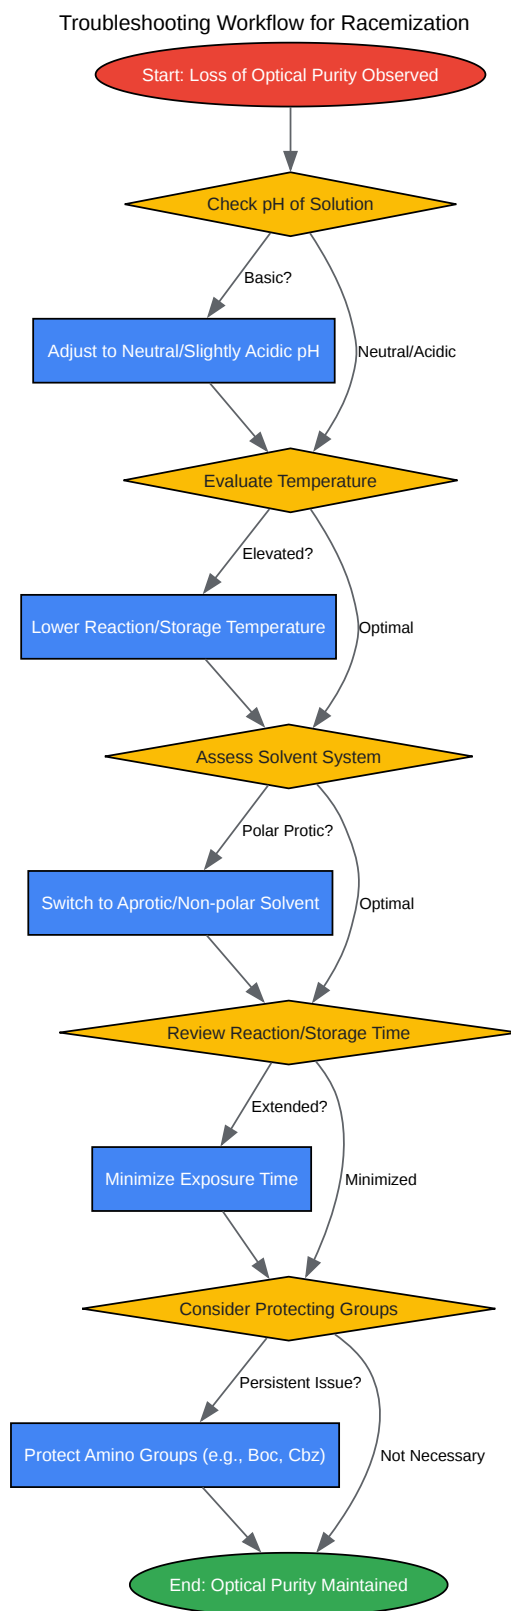 Troubleshooting Workflow for Racemization
Start: Loss of Optical Purity Observed
Check pH of Solution
Basic?
Adjust to Neutral/Slightly Acidic pH
Neutral/Acidic
Evaluate Temperature
Elevated?
Lower Reaction/Storage Temperature
Optimal
Assess Solvent System
Polar Protic?
Switch to Aprotic/Non-polar Solvent
Optimal
Review Reaction/Storage Time
Extended?
Minimize Exposure Time
Minimized
Consider Protecting Groups
Persistent Issue?
Protect Amino Groups (e.g., Boc, Cbz)
Not Necessary
End: Optical Purity Maintained